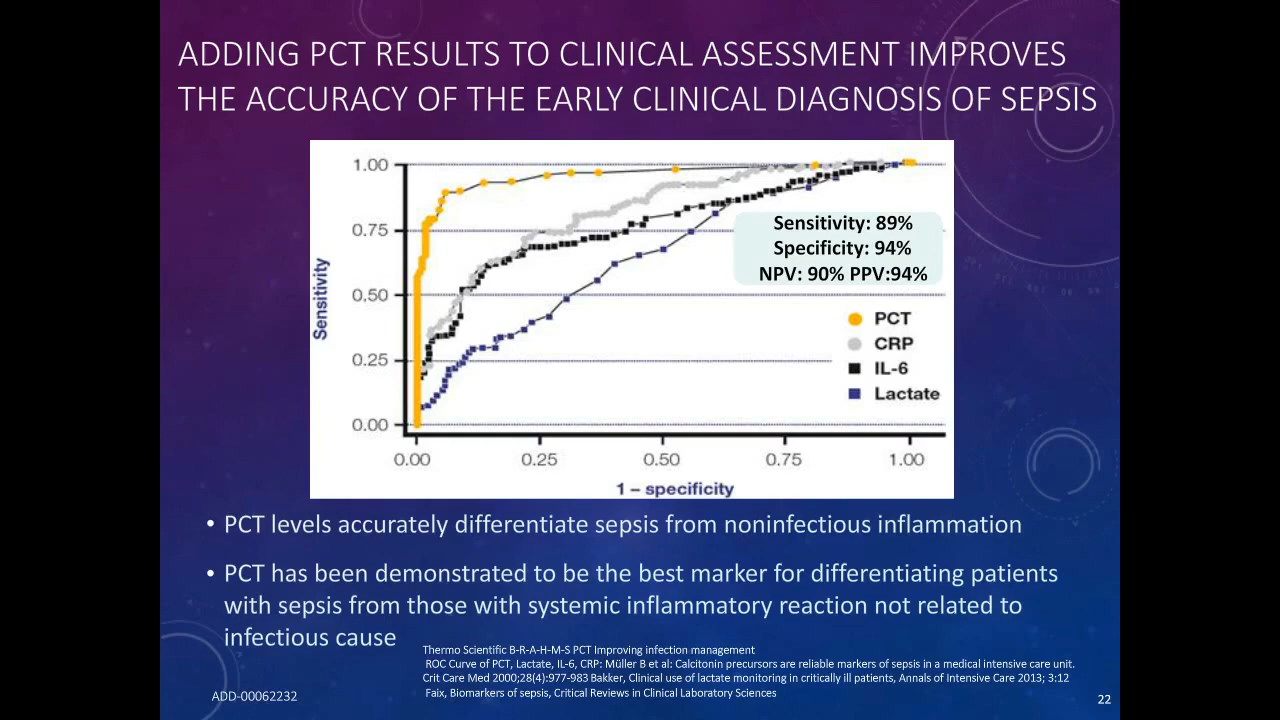 ADDING PCT RESULTS TO CLINICAL ASSESSMENT IMPROVES
THE ACCURACY OF THE EARLY CLINICAL DIAGNOSIS OF SEPSIS
1.00
0.75
0.50
0.25
0.00
Sensitivity
0.00 0.25 0.50 0.75 1.00
1 – specificity
Sensitivity: 89%
Specificity: 94%
NPV: 90% PPV:94%
PCT
CRP
IL-6
Lactate
• PCT levels accurately differentiate sepsis from noninfectious inflammation
• PCT has been demonstrated to be the best marker for differentiating patients
with sepsis from those with systemic inflammatory reaction not related to
infectious cause
Thermo Scientific B-R-A-H-M-S PCT Improving infection management
ROC Curve of PCT, Lactate, IL-6, CRP: Müller B et al: Calcitonin precursors are reliable markers of sepsis in a medical intensive care unit.
Crit Care Med 2000;28(4):977-983 Bakker, Clinical use of lactate monitoring in critically ill patients, Annals of Intensive Care 2013; 3:12
Faix, Biomarkers of sepsis, Critical Reviews in Clinical Laboratory Sciences
ADD-00062232
22